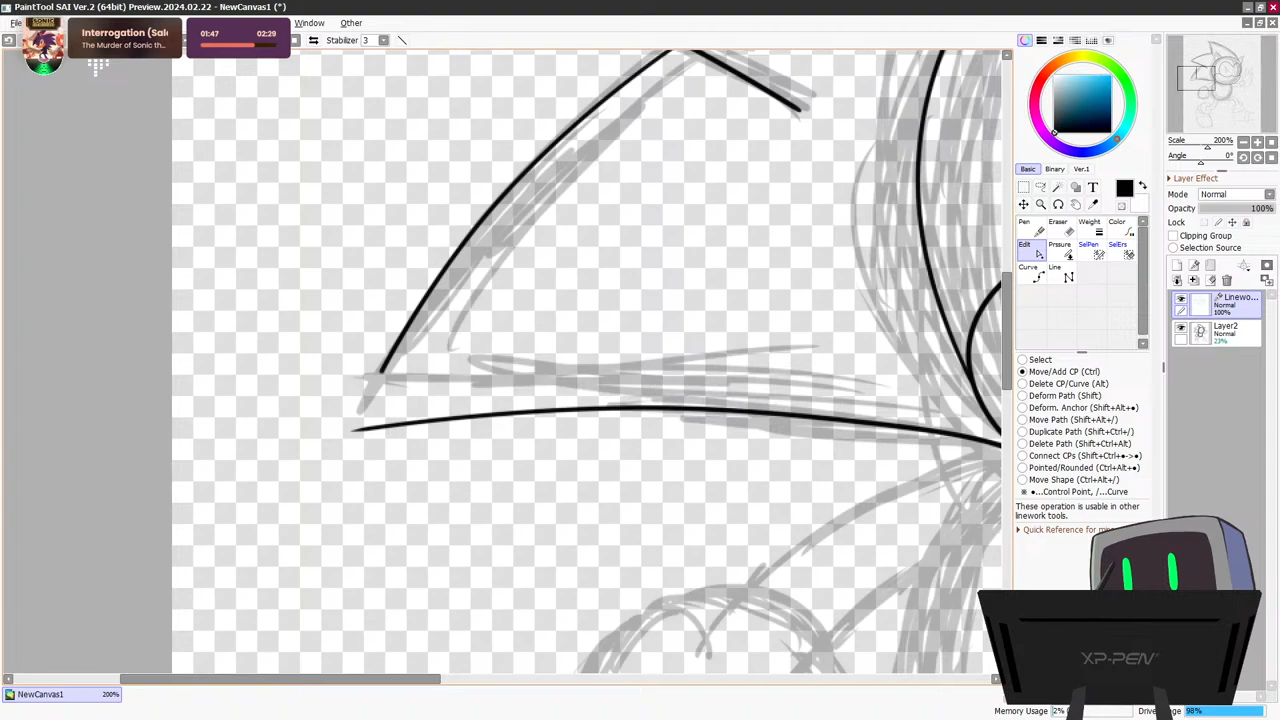 PaintTool SAI Ver.2 (64bit) Preview.2024.02.22 - NewCanvas1 (*)
File
Window
Other
Interrogation (Sale
The Murder of Sonic th...
01:47
02:29
Stabilizer 3
Scale 200%
Angle 0°
Basic
Binary
Ver.1
Layer Effect
Mode Normal
Opacity 100%
Lock
Clipping Group
Selection Source
Pen
Eraser
Weight
Color
Edit
Prssure
SelPen
SelErs
Curve
Line
Linewo...
Normal
100%
Layer2
Normal
23%
Select
Move/Add CP (Ctrl)
Delete CP/Curve (Alt)
Deform Path (Shift)
Deform. Anchor (Shift+Alt+●)
Move Path (Shift+Alt+/)
Duplicate Path (Shift+Ctrl+/)
Delete Path (Shift+Ctrl+Alt)
Connect CPs (Shift+Ctrl+●->●)
Pointed/Rounded (Ctrl+Alt+●)
Move Shape (Ctrl+Alt+/)
※ ●...Control Point, /...Curve
These operation is usable in other
linework tools.
Quick Reference for
XP-PEN
NewCanvas1 200%
Memory Usage 2%
98%